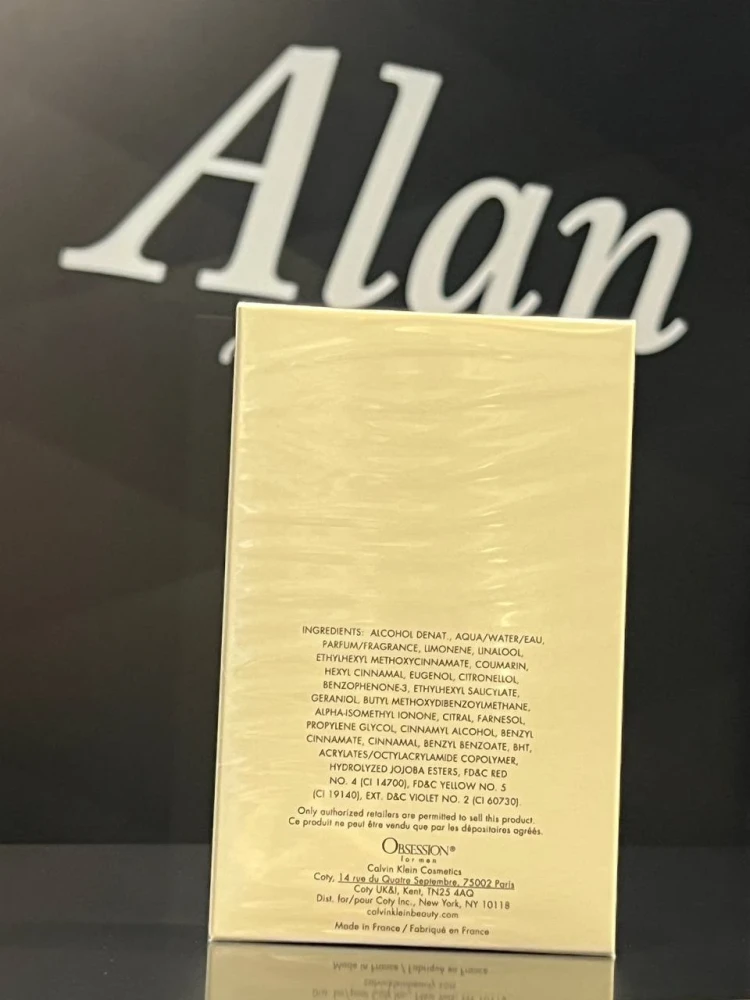 Alan
INGREDIENTS: ALCOHOL DENAT., AQUA/WATER/EAU,
PARFUM/FRAGRANCE, LIMONENE, LINALOOL,
ETHYLHEXYL METHOXYCINNAMATE, COUMARIN,
HEXYL CINNAMAL, EUGENOL, CITRONELLOL,
BENZOPHENONE-3, ETHYLHEXYL SALICYLATE,
GERANIOL, BUTYL METHOXYDIBENZOYLMETHANE,
ALPHA-ISOMETHYL IONONE, CITRAL, FARNESOL,
PROPYLENE GLYCOL, CINNAMYL ALCOHOL, BENZYL
CINNAMATE, CINNAMAL, BENZYL BENZOATE, BHT,
ACRYLATES/OCTYLACRYLAMIDE COPOLYMER,
HYDROLYZED JOJOBA ESTERS, FD&C RED
NO. 4 (CI 14700), FD&C YELLOW NO. 5
(CI 19140), EXT. D&C VIOLET NO. 2 (CI 60730).
Only authorized retailers are permitted to sell this product.
Ce produit ne peut être vendu que par les dépositaires agréés.
OBSESSION®
for men
Calvin Klein Cosmetics
Coty, 14 rue du Quatre Septembre, 75002 Paris
Coty UK&I, Kent, TN25 4AQ
Dist. for/pour Coty Inc., New York, NY 10118
calvinkleinbeauty.com
Made in France / Fabriqué en France